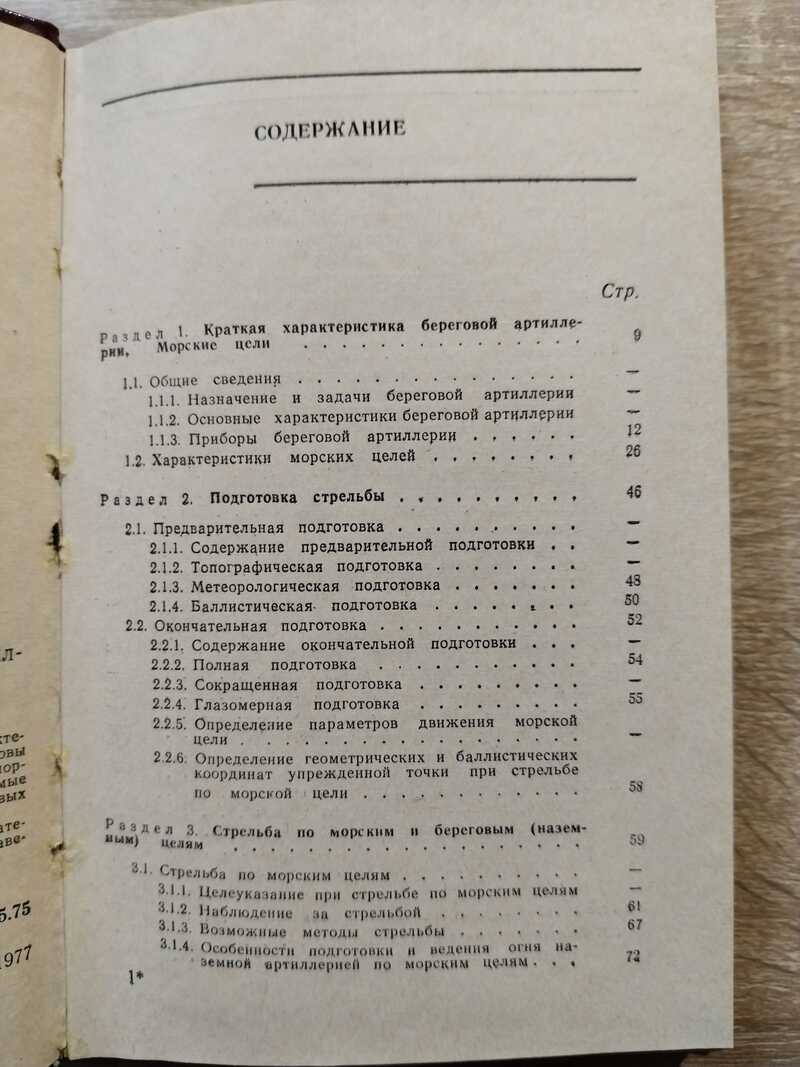 СОДЕРЖАНИЕ
Стр.
Раздел 1. Краткая характеристика береговой артилле-
рии. Морские цели . . . . . . . . . . . . . . 9
1.1. Общие сведения . . . . . . . . . . . . . . —
1.1.1. Назначение и задачи береговой артиллерии —
1.1.2. Основные характеристики береговой артиллерии —
1.1.3. Приборы береговой артиллерии . . . . . . 12
1.2. Характеристики морских целей . . . . . . . . 26
Раздел 2. Подготовка стрельбы . . . . . . . . . . 46
2.1. Предварительная подготовка . . . . . . . . . . —
2.1.1. Содержание предварительной подготовки . . —
2.1.2. Топографическая подготовка . . . . . . . . —
2.1.3. Метеорологическая подготовка . . . . . . . 48
2.1.4. Баллистическая подготовка . . . . . . . . 50
2.2. Окончательная подготовка . . . . . . . . . . . 52
2.2.1. Содержание окончательной подготовки . . . —
2.2.2. Полная подготовка . . . . . . . . . . . 54
2.2.3. Сокращенная подготовка . . . . . . . . . —
2.2.4. Глазомерная подготовка . . . . . . . . . 55
2.2.5. Определение параметров движения морской
цели . . . . . . . . . . . . . . . . . . —
2.2.6. Определение геометрических и баллистических
координат упрежденной точки при стрельбе
по морской цели . . . . . . . . . . . . 58
Раздел 3. Стрельба по морским и береговым (назем-
ным) целям . . . . . . . . . . . . . . . . . . 59
3.1. Стрельба по морским целям . . . . . . . . . . —
3.1.1. Целеуказание при стрельбе по морским целям —
3.1.2. Наблюдение за стрельбой . . . . . . . . 61
3.1.3. Возможные методы стрельбы . . . . . . . 67
3.1.4. Особенности подготовки и ведения огня на-
земной артиллерией по морским целям . . . 72
1*
Л-
те-
овы
ор-
мые
вых
ате-
аве-
5.75
1977